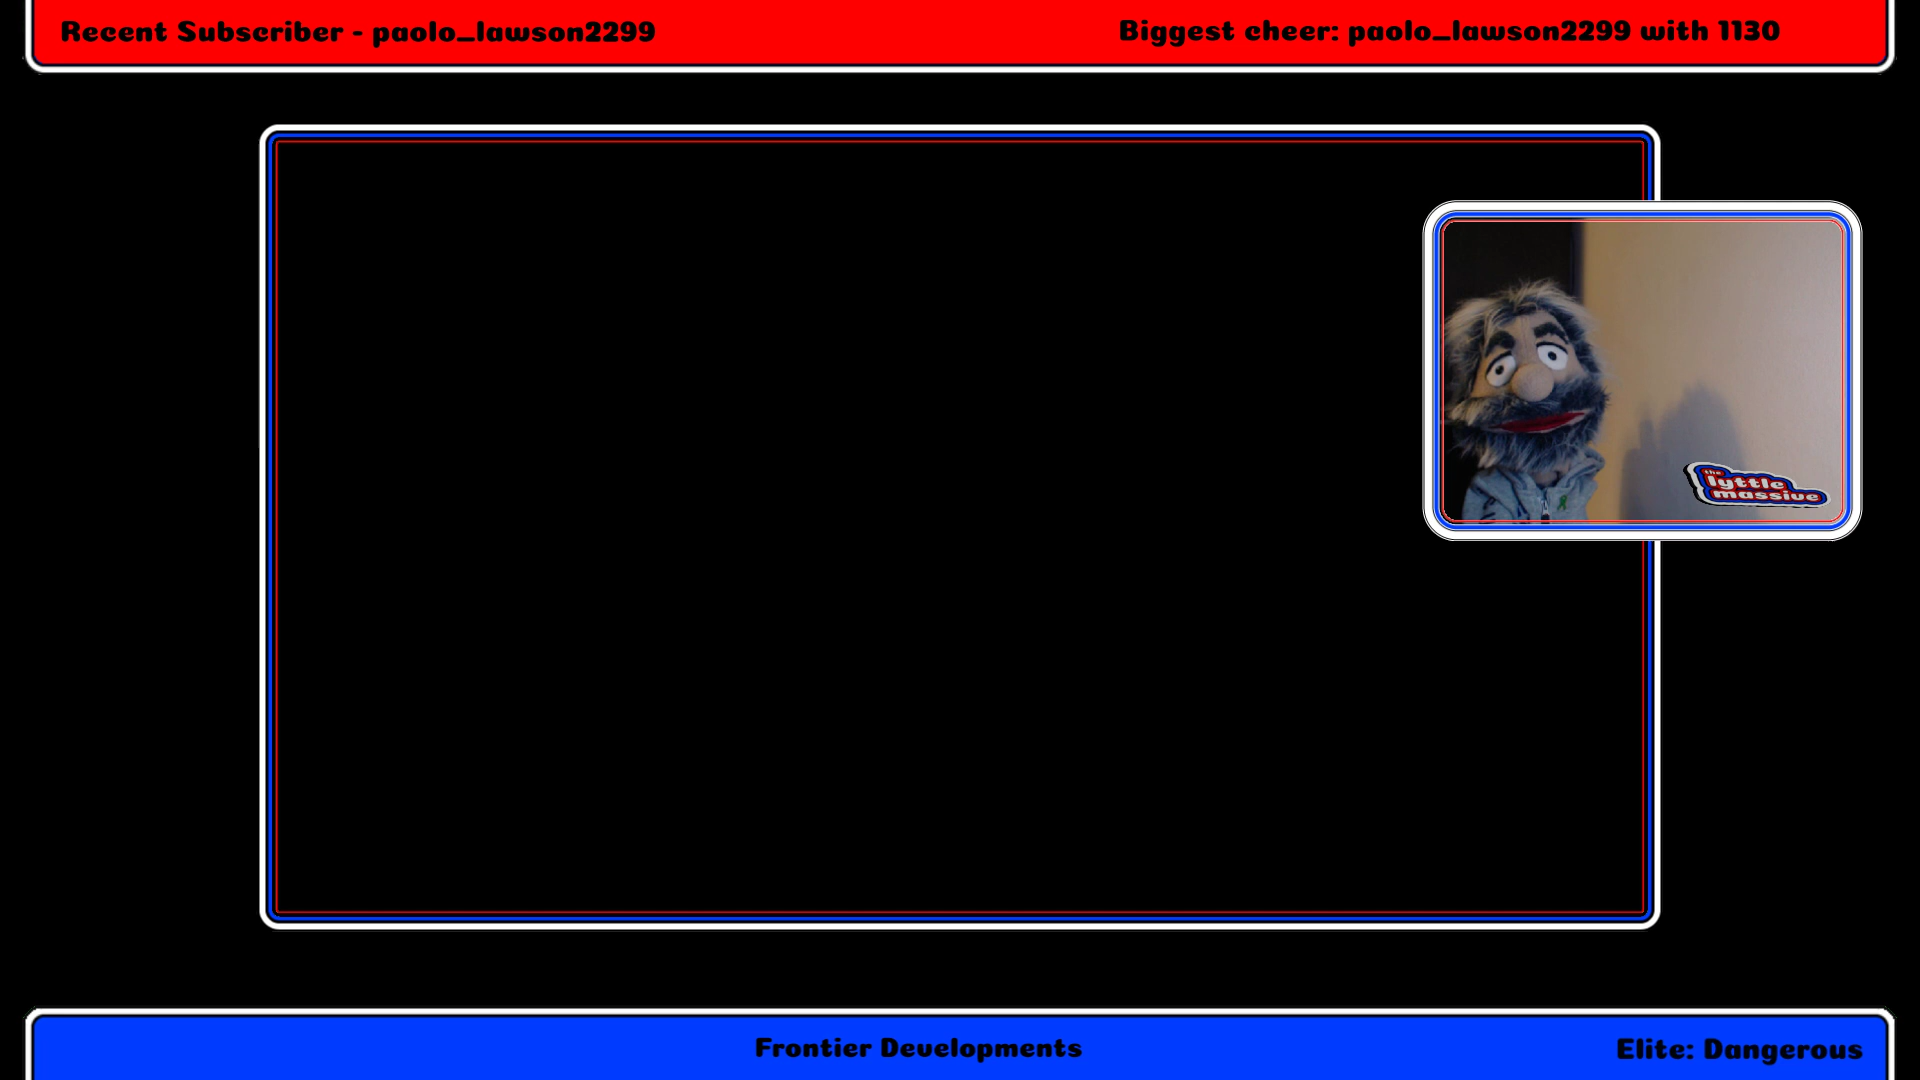 Recent Subscriber - paolo_lawson2299
Biggest cheer: paolo_lawson2299 with 1130
the
lyttle
massive
Frontier Developments
Elite: Dangerous